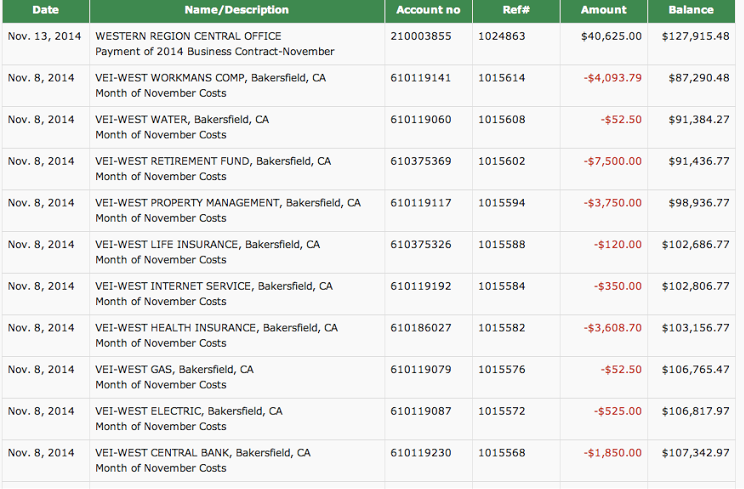 Date Name/Description Account no Ref# Amount Balance
Nov. 13, 2014 WESTERN REGION CENTRAL OFFICE 210003855 1024863 $40,625.00 $127,915.48
Payment of 2014 Business Contract-November
Nov. 8, 2014 VEI-WEST WORKMANS COMP, Bakersfield, CA 610119141 1015614 -$4,093.79 $87,290.48
Month of November Costs
Nov. 8, 2014 VEI-WEST WATER, Bakersfield, CA 610119060 1015608 -$52.50 $91,384.27
Month of November Costs
Nov. 8, 2014 VEI-WEST RETIREMENT FUND, Bakersfield, CA 610375369 1015602 -$7,500.00 $91,436.77
Month of November Costs
Nov. 8, 2014 VEI-WEST PROPERTY MANAGEMENT, Bakersfield, CA 610119117 1015594 -$3,750.00 $98,936.77
Month of November Costs
Nov. 8, 2014 VEI-WEST LIFE INSURANCE, Bakersfield, CA 610375326 1015588 -$120.00 $102,686.77
Month of November Costs
Nov. 8, 2014 VEI-WEST INTERNET SERVICE, Bakersfield, CA 610119192 1015584 -$350.00 $102,806.77
Month of November Costs
Nov. 8, 2014 VEI-WEST HEALTH INSURANCE, Bakersfield, CA 610186027 1015582 -$3,608.70 $103,156.77
Month of November Costs
Nov. 8, 2014 VEI-WEST GAS, Bakersfield, CA 610119079 1015576 -$52.50 $106,765.47
Month of November Costs
Nov. 8, 2014 VEI-WEST ELECTRIC, Bakersfield, CA 610119087 1015572 -$525.00 $106,817.97
Month of November Costs
Nov. 8, 2014 VEI-WEST CENTRAL BANK, Bakersfield, CA 610119230 1015568 -$1,850.00 $107,342.97
Month of November Costs